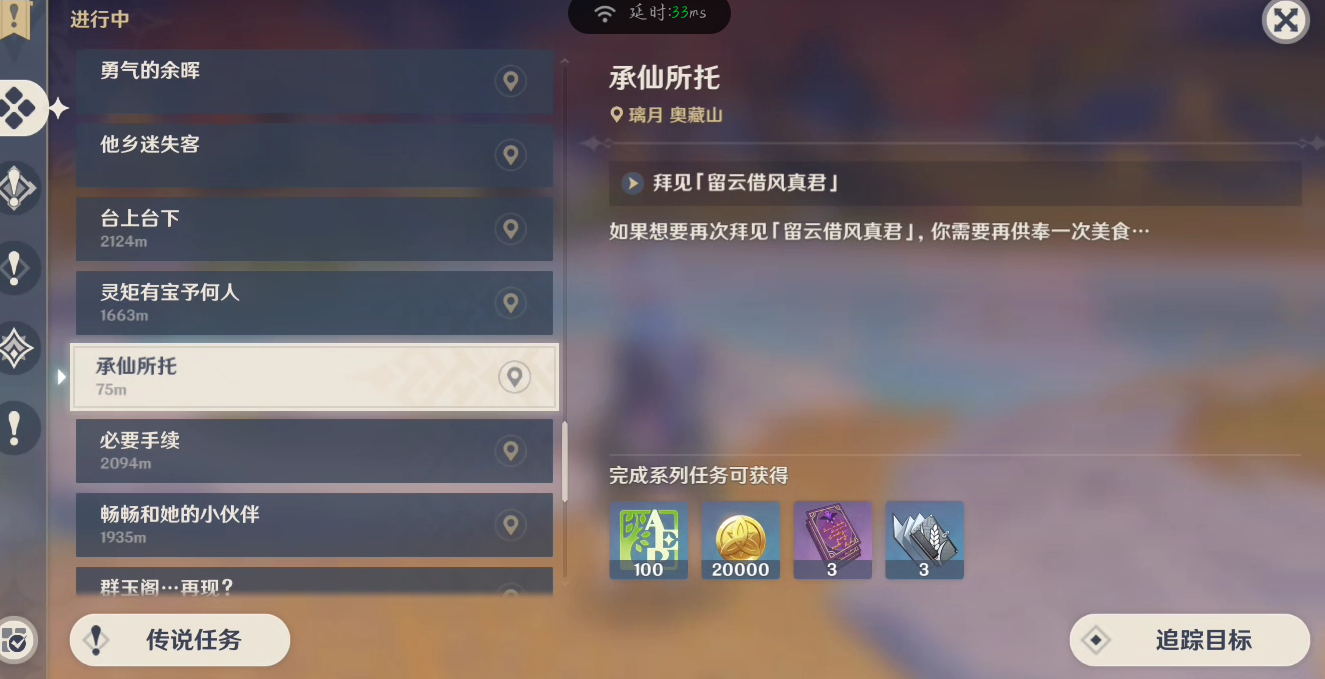 进行中
延时:33ms
勇气的余晖
他乡迷失客
台上台下
2124m
灵矩有宝予何人
1663m
承仙所托
75m
必要手续
2094m
畅畅和她的小伙伴
1935m
群玉阁…再现？
传说任务
承仙所托
璃月 奥藏山
拜见「留云借风真君」
如果想要再次拜见「留云借风真君」，你需要再供奉一次美食…
完成系列任务可获得
100
20000
3
3
追踪目标